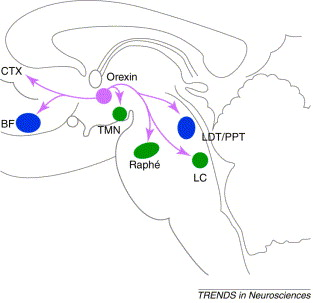 CTX
Orexin
BF
TMN
LDT/PPT
Raphé
LC
TRENDS in Neurosciences